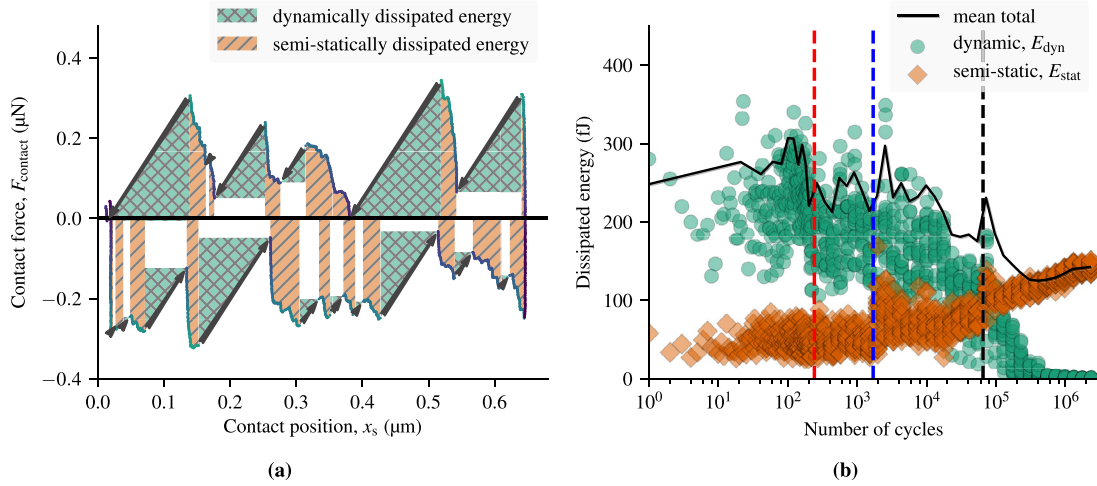 dynamically dissipated energy
semi-statically dissipated energy
Contact force, F_contact (μN)
0.4
0.2
0.0
−0.2
−0.4
0.0 0.1 0.2 0.3 0.4 0.5 0.6
Contact position, x_s (μm)
(a)
mean total
dynamic, E_dyn
semi-static, E_stat
Dissipated energy (fJ)
400
300
200
100
0
10^0 10^1 10^2 10^3 10^4 10^5 10^6
Number of cycles
(b)